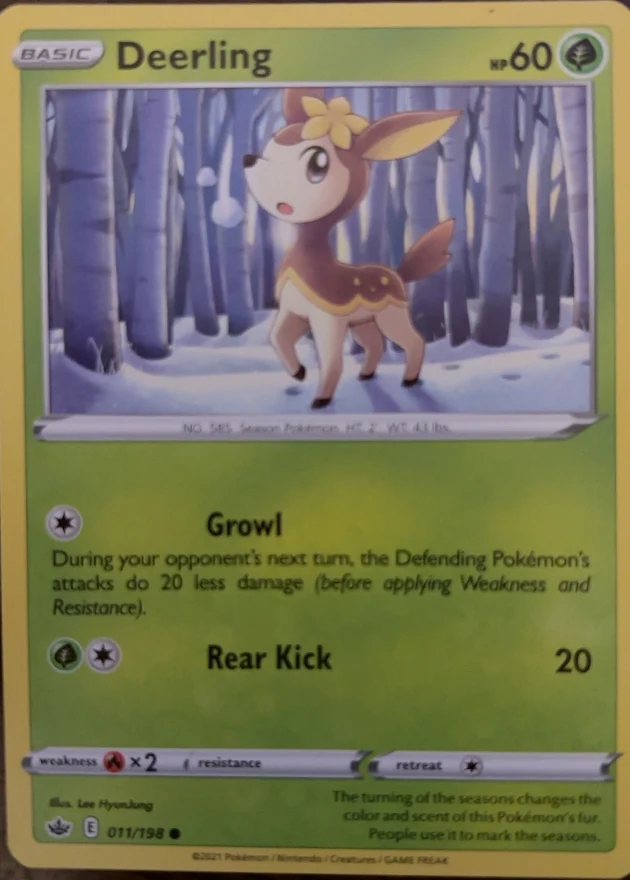 BASIC Deerling HP60
NO. 585 Season Pokémon HT: 2' WT: 43 lbs.
Growl
During your opponent's next turn, the Defending Pokémon's
attacks do 20 less damage (before applying Weakness and
Resistance).
Rear Kick 20
weakness ×2 resistance retreat
Illus. Lee HyunJung
The turning of the seasons changes the
color and scent of this Pokémon's fur.
People use it to mark the seasons.
E 011/198
©2021 Pokémon / Nintendo / Creatures / GAME FREAK